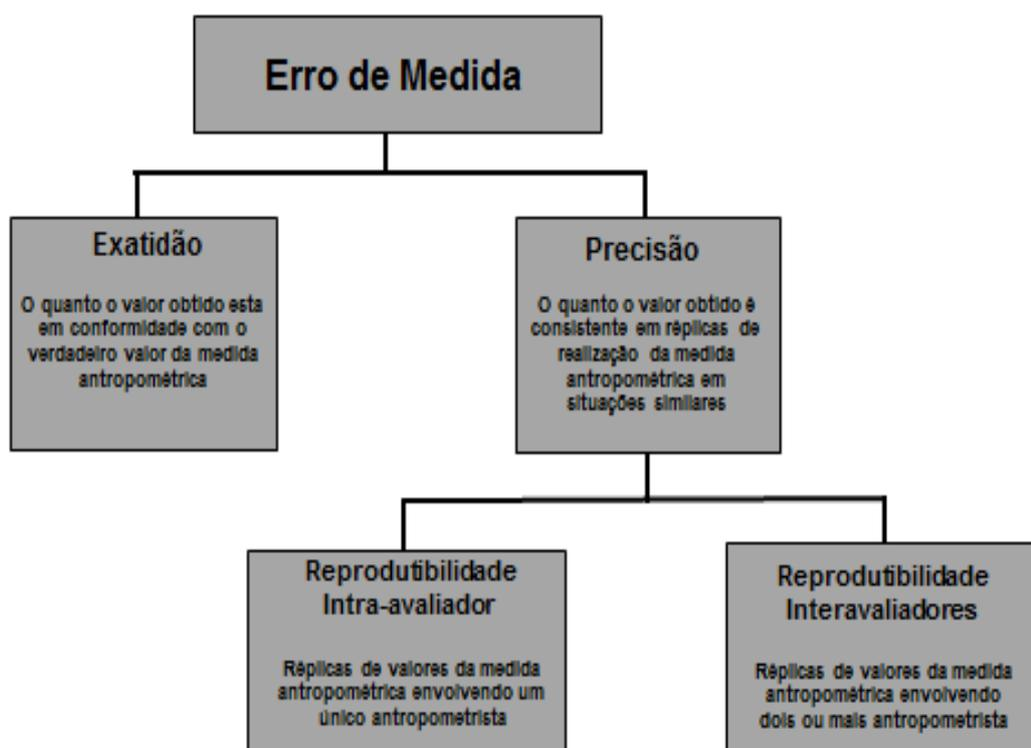 Erro de Medida
Exatidão
O quanto o valor obtido esta
em conformidade com o
verdadeiro valor da medida
antropométrica
Precisão
O quanto o valor obtido é
consistente em réplicas de
realização da medida
antropométrica em
situações similares
Reprodutibilidade
Intra-avaliador
Réplicas de valores da medida
antropométrica envolvendo um
único antropometrista
Reprodutibilidade
Interavaliadores
Réplicas de valores da medida
antropométrica envolvendo
dois ou mais antropometrista